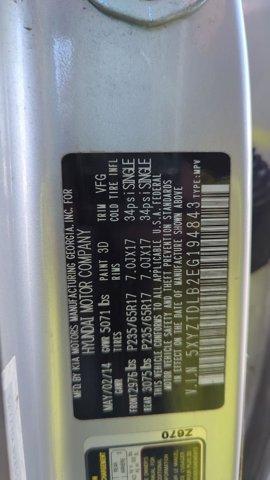 MFD. BY KIA MOTORS MANUFACTURING GEORGIA, INC. FOR
HYUNDAI MOTOR COMPANY
MAY/02/14 GVWR 5071 lbs PAINT 3D TRIM VFG
GAWR TIRES RIMS COLD TIRE INFL
FRONT 2976 lbs P235/65R17 7.0JX17 34psi SINGLE
REAR 3075 lbs P235/65R17 7.0JX17 34psi SINGLE
THIS VEHICLE CONFORMS TO ALL APPLICABLE U.S.
FEDERAL MOTOR VEHICLE SAFETY, BUMPER, AND
THEFT PREVENTION STANDARDS IN EFFECT ON THE
DATE OF MANUFACTURE SHOWN ABOVE.
V.I.N 5XYZTDLB2EG194843
TYPE:MPV
Z670